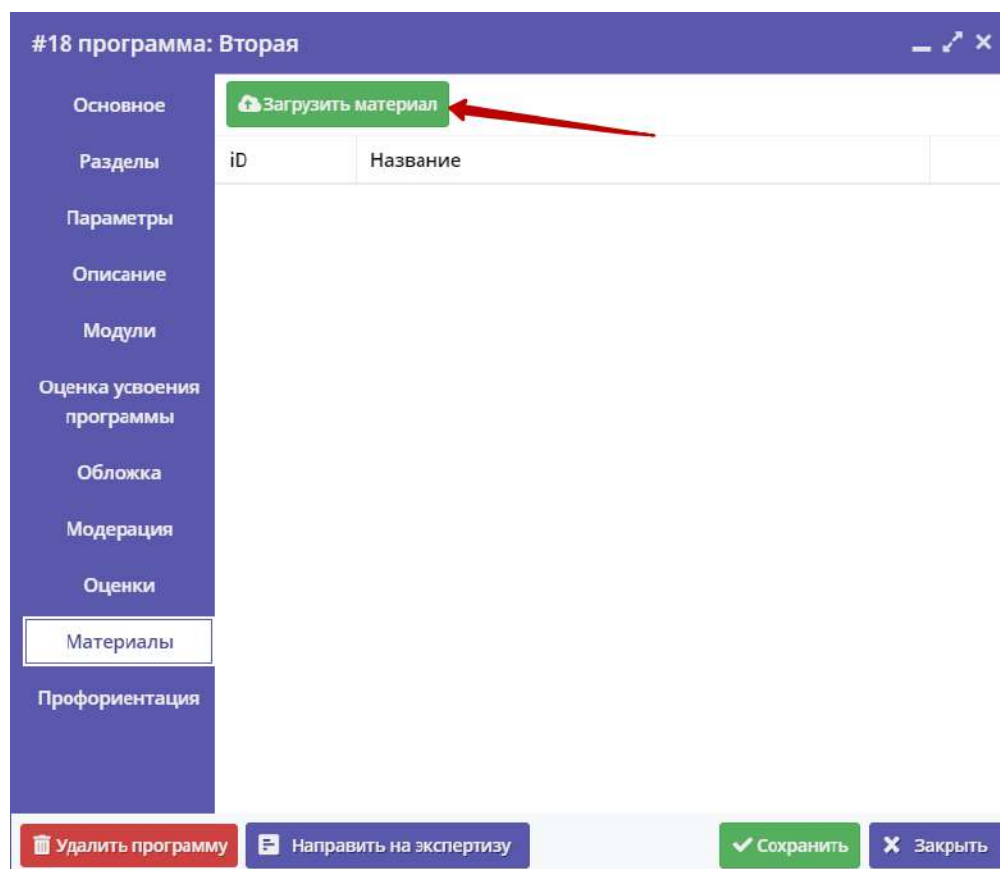 #18 программа: Вторая
Основное
Загрузить материал
Разделы
iD
Название
Параметры
Описание
Модули
Оценка усвоения
программы
Обложка
Модерация
Оценки
Материалы
Профориентация
Удалить программу
Направить на экспертизу
Сохранить
Закрыть